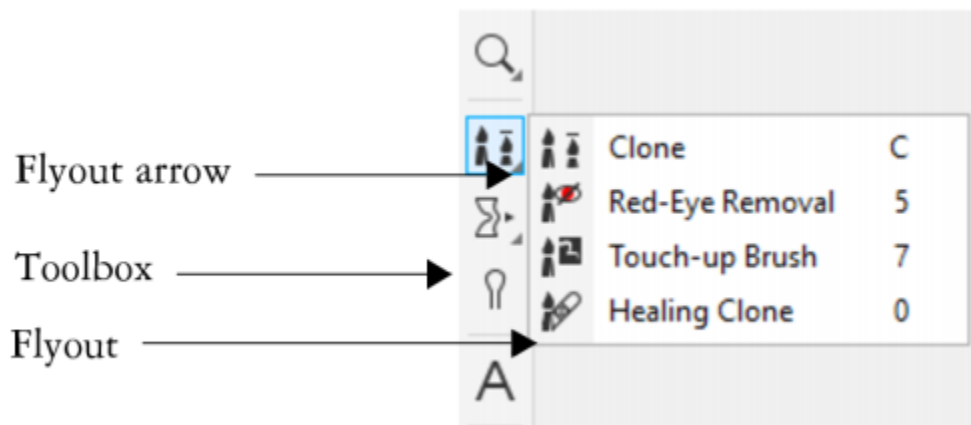 Clone C
Flyout arrow
Red-Eye Removal 5
Touch-up Brush 7
Toolbox
Healing Clone 0
Flyout
A